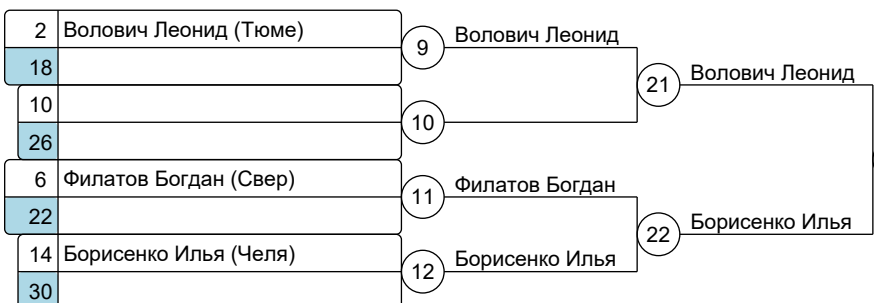 2 Волович Леонид (Тюме)
18
10
26
6 Филатов Богдан (Свер)
22
14 Борисенко Илья (Челя)
30
9 Волович Леонид
10
11 Филатов Богдан
12 Борисенко Илья
21 Волович Леонид
22 Борисенко Илья